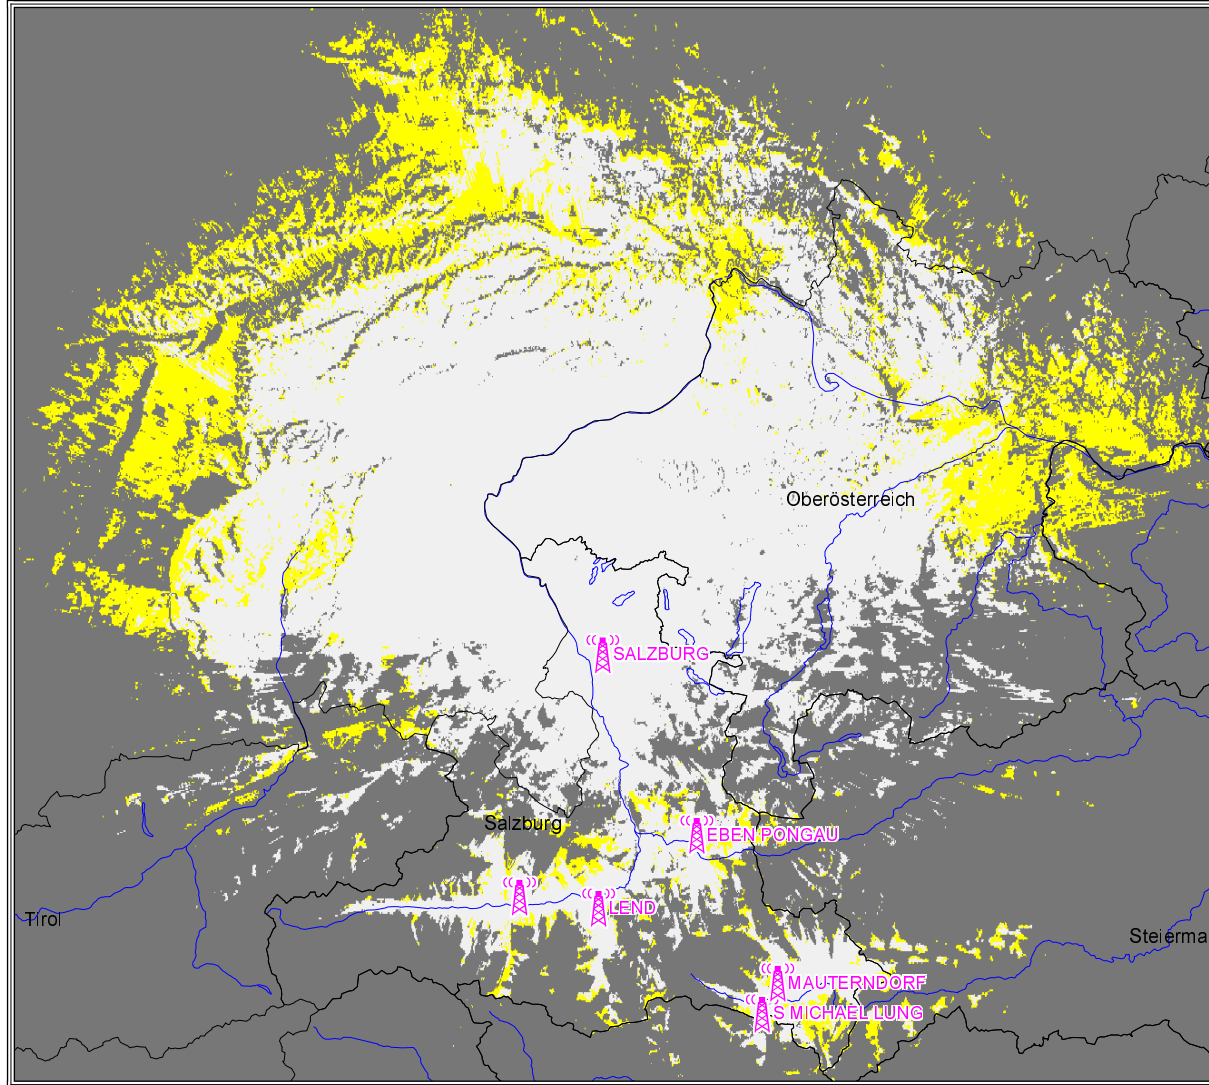 Oberösterreich
SALZBURG
Salzburg
EBEN PONGAU
LEND
Tirol
Steierma
MAUTERNDORF
S MICHAEL LUNG